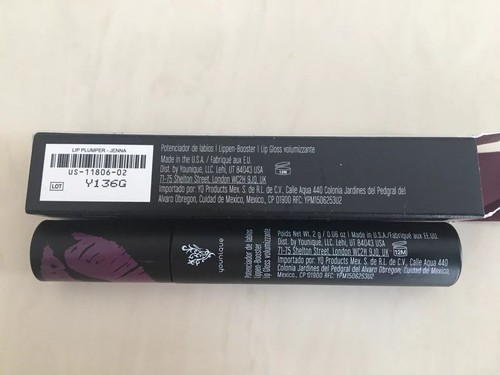 LIP PLUMPER - JENNA
US-11806-02
LOT Y136G
Potenciador de labios | Lippen-Booster | Lip Gloss volumizzante
Made in the U.S.A. / Fabriqué aux EU.
Dist. by Younique, LLC, Lehi, UT 84043 USA
71-75 Shelton Street, London WC2H 9JQ, UK
12M
Importado por: YQ Products Mex. S. de R.L. de C.V., Calle Aqua 440 Colonia Jardines del Pedgral del
Alvaro Obregon, Cuidad de Mexico, Mexico, CP 01900 RFC: YPM1506253U2
younique
Potenciador de labios
Lippen-Booster
Lip Gloss volumizzante
Poids Net Wt. 2 g / 0.06 oz | Made in U.S.A./Fabriqué aux EE.UU.
Dist. by Younique, LLC, Lehi, UT 84043 USA
71-75 Shelton Street, London WC2H 9JQ, UK
12M
Importado por: YQ Products Mex. S. de R.L. de C.V., Calle Aqua 440
Colonia Jardines del Pedgral del Alvaro Obregon, Cuidad de Mexico,
Mexico, CP 01900 RFC: YPM1506253U2